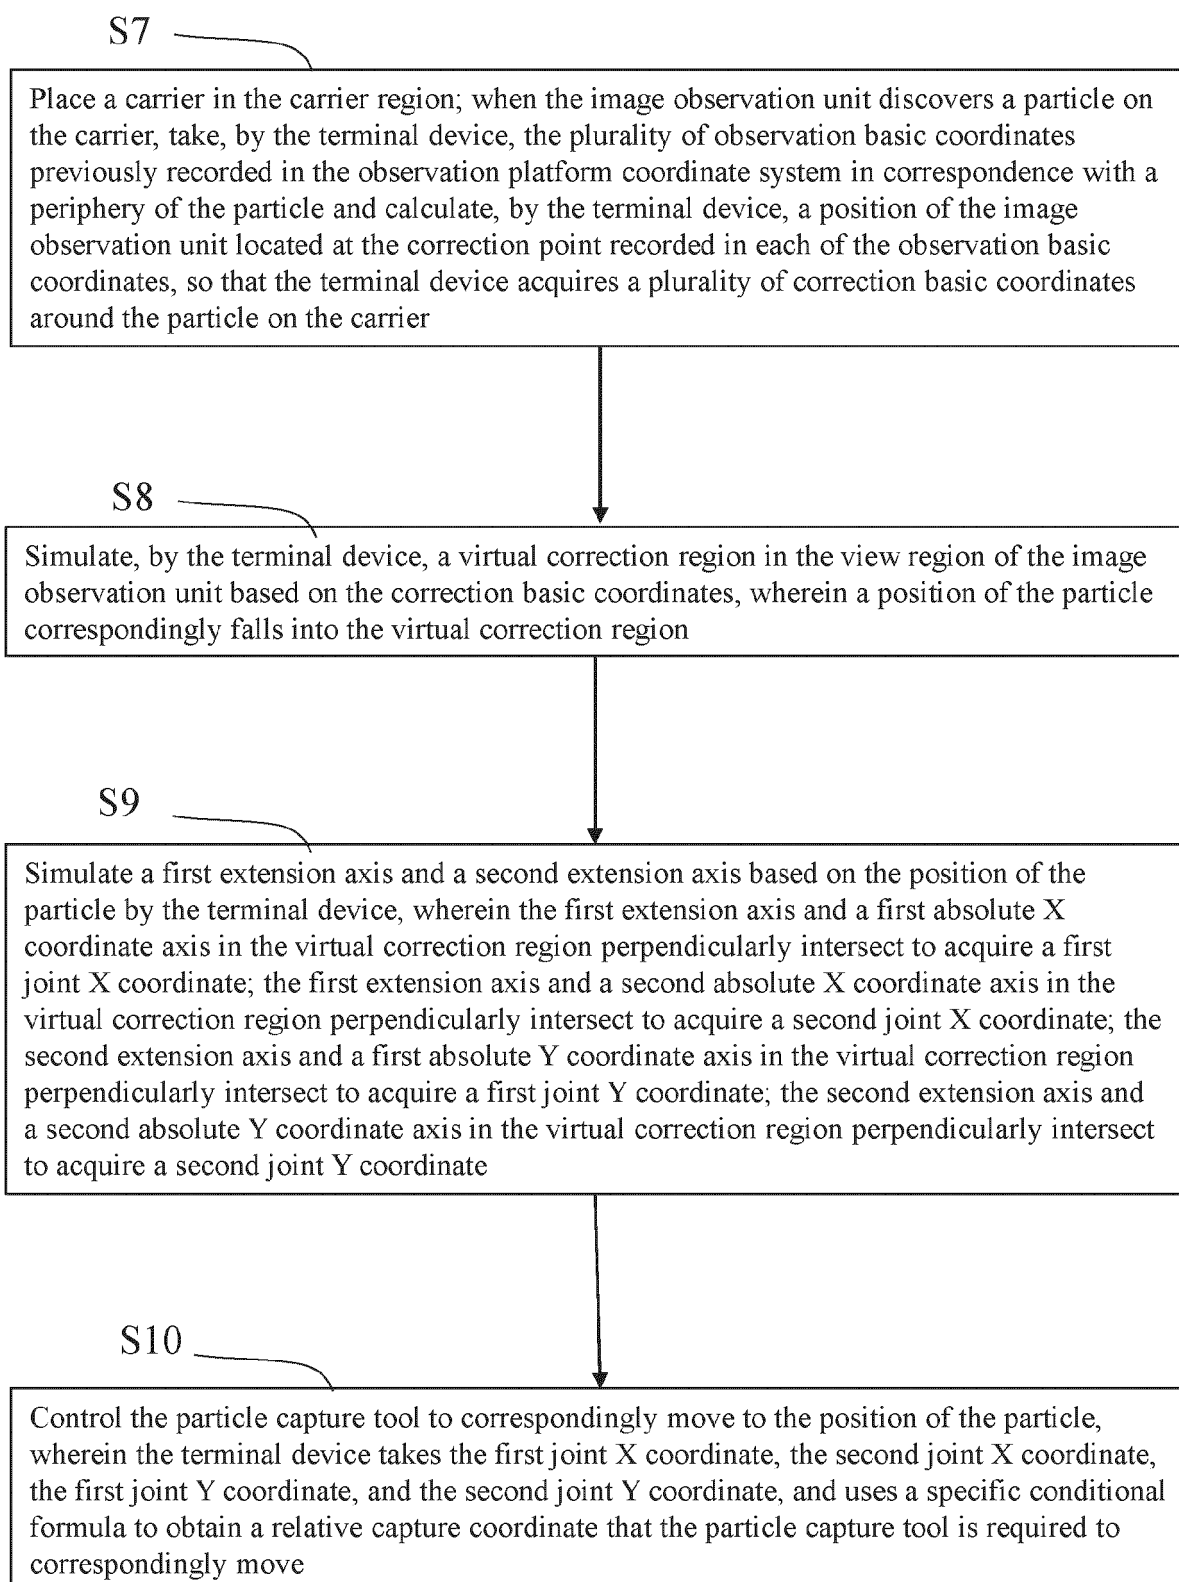 S7
Place a carrier in the carrier region; when the image observation unit discovers a particle on
the carrier, take, by the terminal device, the plurality of observation basic coordinates
previously recorded in the observation platform coordinate system in correspondence with a
periphery of the particle and calculate, by the terminal device, a position of the image
observation unit located at the correction point recorded in each of the observation basic
coordinates, so that the terminal device acquires a plurality of correction basic coordinates
around the particle on the carrier
S8
Simulate, by the terminal device, a virtual correction region in the view region of the image
observation unit based on the correction basic coordinates, wherein a position of the particle
correspondingly falls into the virtual correction region
S9
Simulate a first extension axis and a second extension axis based on the position of the
particle by the terminal device, wherein the first extension axis and a first absolute X
coordinate axis in the virtual correction region perpendicularly intersect to acquire a first
joint X coordinate; the first extension axis and a second absolute X coordinate axis in the
virtual correction region perpendicularly intersect to acquire a second joint X coordinate; the
second extension axis and a first absolute Y coordinate axis in the virtual correction region
perpendicularly intersect to acquire a first joint Y coordinate; the second extension axis and
a second absolute Y coordinate axis in the virtual correction region perpendicularly intersect
to acquire a second joint Y coordinate
S10
Control the particle capture tool to correspondingly move to the position of the particle,
wherein the terminal device takes the first joint X coordinate, the second joint X coordinate,
the first joint Y coordinate, and the second joint Y coordinate, and uses a specific conditional
formula to obtain a relative capture coordinate that the particle capture tool is required to
correspondingly move